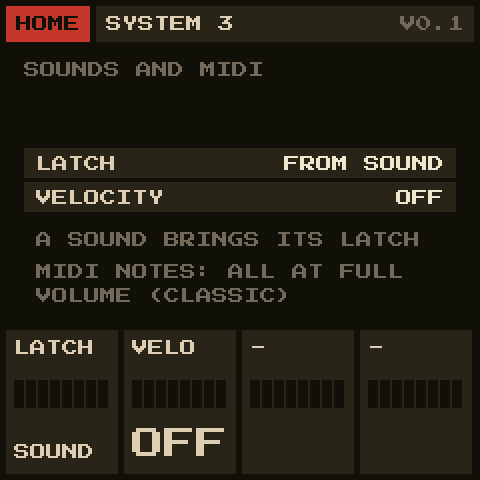 HOME SYSTEM 3 V0.1
SOUNDS AND MIDI
LATCH FROM SOUND
VELOCITY OFF
A SOUND BRINGS ITS LATCH
MIDI NOTES: ALL AT FULL
VOLUME (CLASSIC)
LATCH VELO - -
SOUND OFF